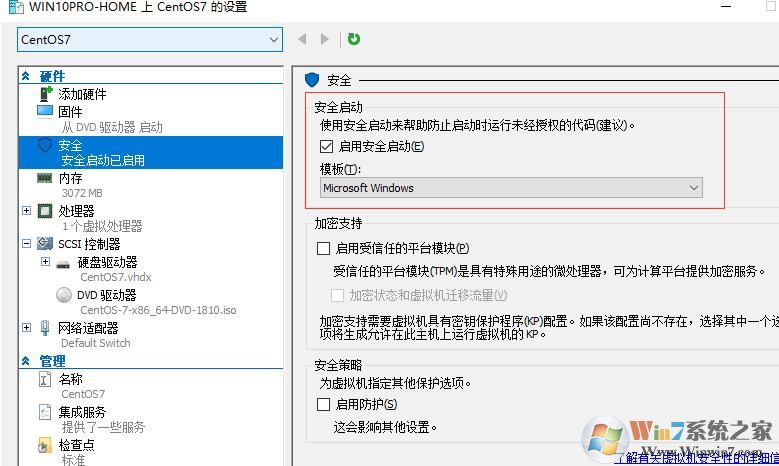 WIN10PRO-HOME 上 CentOS7 的设置
CentOS7
硬件
添加硬件
固件
从 DVD 驱动器 启动
安全
安全启动已启用
内存
3072 MB
处理器
1 个虚拟处理器
SCSI 控制器
硬盘驱动器
CentOS7.vhdx
DVD 驱动器
CentOS-7-x86_64-DVD-1810.iso
网络适配器
Default Switch
管理
名称
CentOS7
集成服务
提供了一些服务
检查点
标准
安全
安全启动
使用安全启动来帮助防止启动时运行未经授权的代码(建议)。
启用安全启动(E)
模板(T):
Microsoft Windows
加密支持
启用受信任的平台模块(P)
受信任的平台模块(TPM)是具有特殊用途的微处理器，可为计算平台提供加密服务。
加密状态和虚拟机迁移流量(V)
加密支持需要虚拟机具有密钥保护程序(KP)配置。如果该配置尚不存在，选择其中一个选
项将生成允许在此主机上运行虚拟机的 KP。
安全策略
为虚拟机指定其他保护选项。
启用防护(S)
这会影响其他设置。
Win7系统之家
Www.Winwin7.com
了解有关虚拟机安全性的详细信